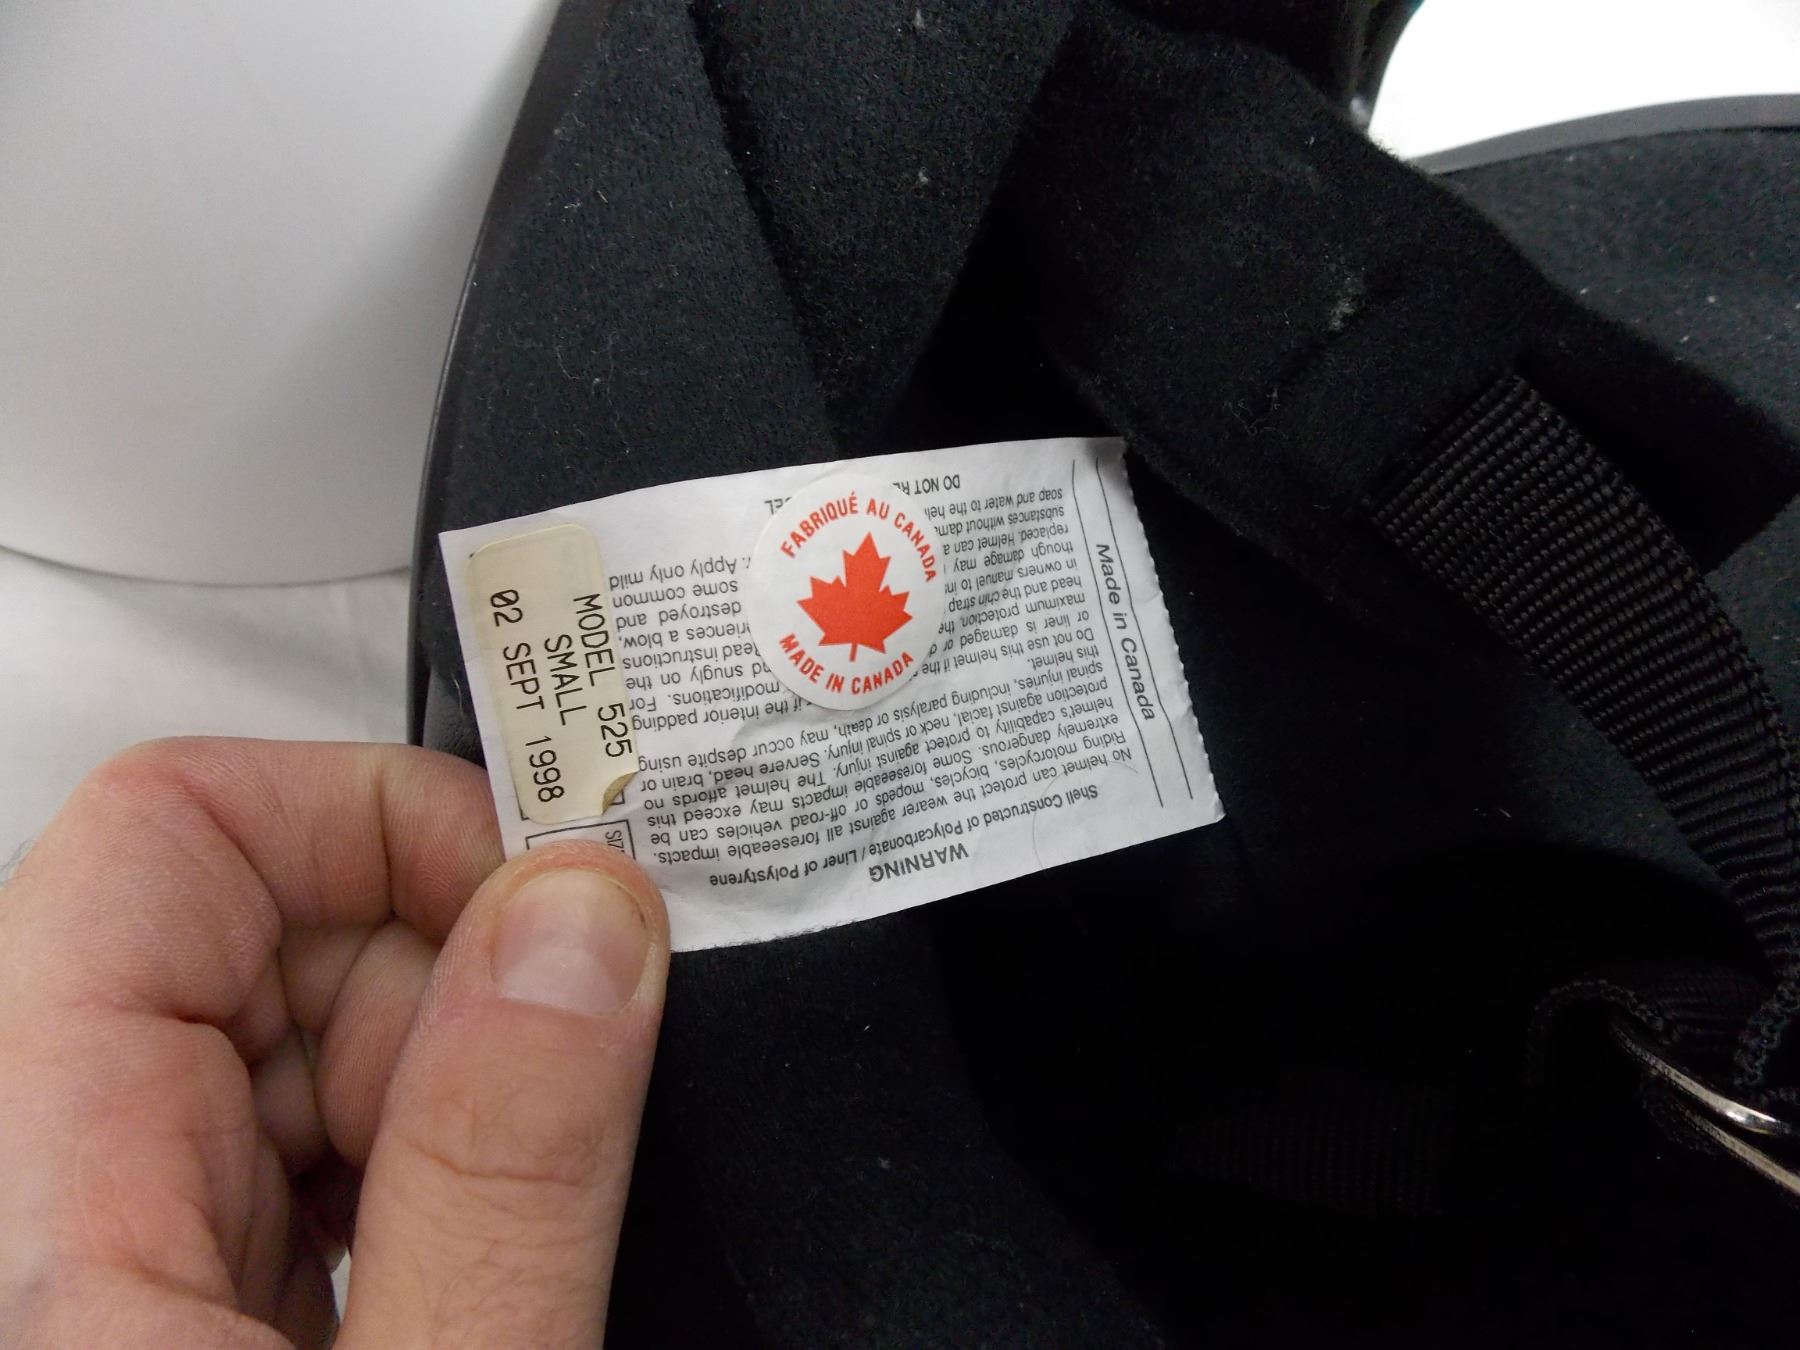 MODEL 525
SMALL
02 SEPT 1998
FABRIQUÉ AU CANADA
MADE IN CANADA
WARNING
Shell Constructed of Polycarbonate / Liner of Polystyrene
No helmet can protect the wearer against all foreseeable impacts.
Riding motorcycles, bicycles, mopeds or off-road vehicles can be
extremely dangerous. Some foreseeable impacts may exceed this
helmet's capability to protect against injury. The helmet affords no
protection against facial, neck or spinal injury. Servere head, brain or
spinal injuries, including paralysis or death, may occur despite using
this helmet.
Do not use this helmet if the if the interior padding
or liner is damaged or modifications. For
maximum protection, the snugly on the
head and the chin strap instructions
in owners manuel to a blow,
though damage may destroyed and
replaced. Helmet can some common
substances without Apply only mild
soap and water to the
DO NOT
Made in Canada